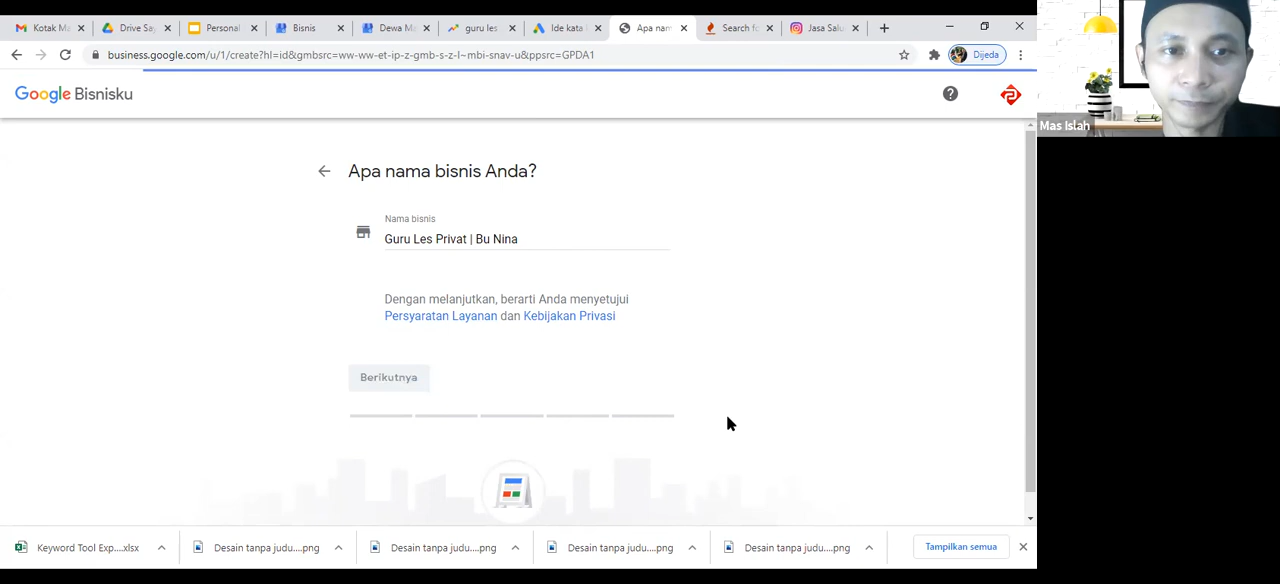 Kotak Ma
Drive Say
Personal
Bisnis
Dewa Ma
guru les
Ide kata
Apa nam
Search fo
Jasa Salu
business.google.com/u/1/create?hl=id&gmbsrc=ww-ww-et-ip-z-gmb-s-z-l~mbi-snav-u&ppsrc=GPDA1
Dijeda
Google Bisnisku
Mas Islah
Apa nama bisnis Anda?
Nama bisnis
Guru Les Privat | Bu Nina
Dengan melanjutkan, berarti Anda menyetujui
Persyaratan Layanan dan Kebijakan Privasi
Berikutnya
Keyword Tool Exp....xlsx
Desain tanpa judu....png
Desain tanpa judu....png
Desain tanpa judu....png
Desain tanpa judu....png
Tampilkan semua